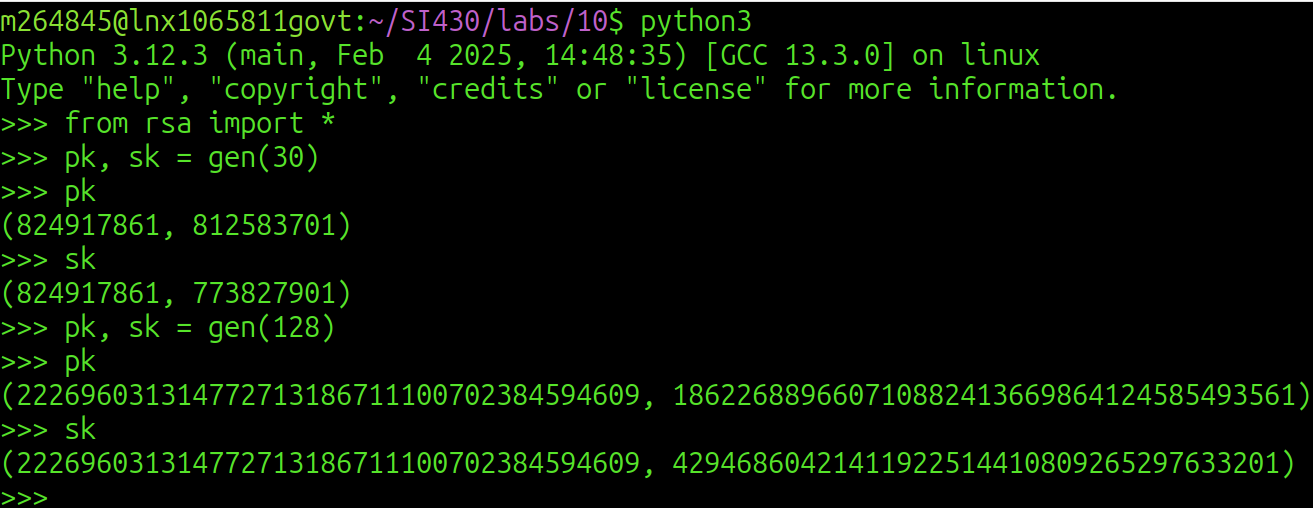 m264845@lnx1065811govt:~/SI430/labs/10$ python3
Python 3.12.3 (main, Feb  4 2025, 14:48:35) [GCC 13.3.0] on linux
Type "help", "copyright", "credits" or "license" for more information.
>>> from rsa import *
>>> pk, sk = gen(30)
>>> pk
(824917861, 812583701)
>>> sk
(824917861, 773827901)
>>> pk, sk = gen(128)
>>> pk
(222696031314772713186711100702384594609, 186226889660710882413669864124585493561)
>>> sk
(222696031314772713186711100702384594609, 42946860421411922514410809265297633201)
>>>